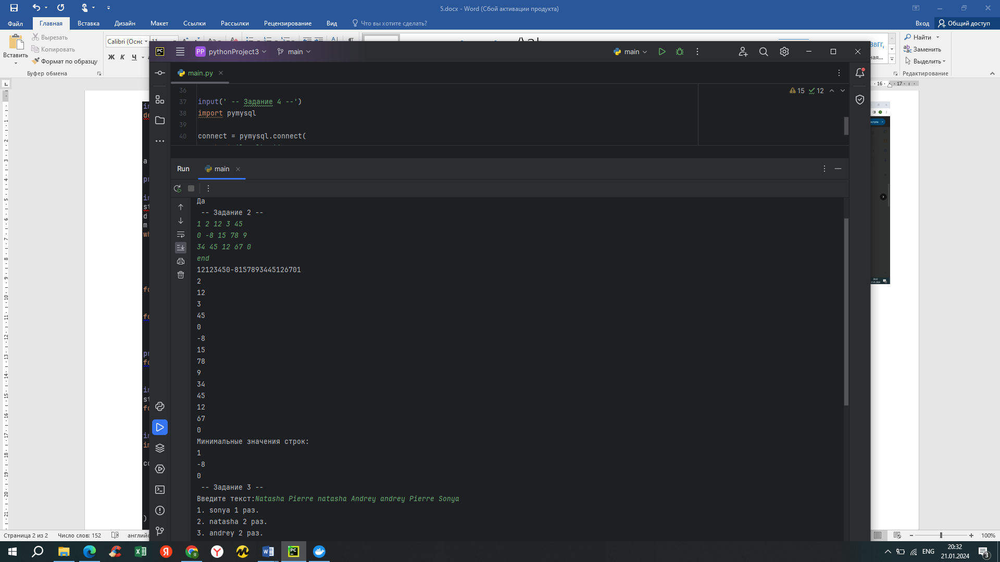 5.docx - Word (Сбой активации продукта)
Файл Главная Вставка Дизайн Макет Ссылки Рассылки Рецензирование Вид Что вы хотите сделать? Вход Общий доступ
Вставить
Вырезать
Копировать
Формат по образцу
Буфер обмена
Calibri (Осн 11
Ж К Ч
Найти
Заменить
Выделить
Редактирование
PC PP pythonProject3 main main
main.py
36
37 input(' -- Задание 4 --')
38 import pymysql
39
40 connect = pymysql.connect(
15 12
16 17
Run main
Да
-- Задание 2 --
1 2 12 3 45
0 -8 15 78 9
34 45 12 67 0
end
12123450-8157893445126701
2
12
3
45
0
-8
15
78
9
34
45
12
67
0
Минимальные значения строк:
1
-8
0
-- Задание 3 --
Введите текст:Natasha Pierre natasha Andrey andrey Pierre Sonya
1. sonya 1 раз.
2. natasha 2 раз.
3. andrey 2 раз.
Страница 2 из 2 Число слов: 152 английс 100%
ENG 20:32
21.01.2024
3